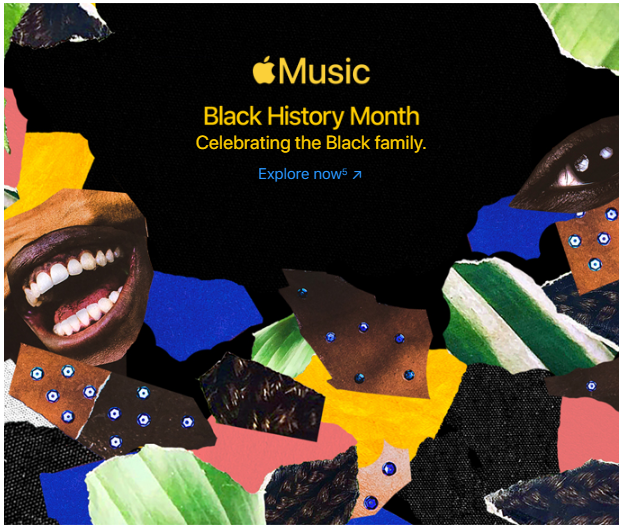 Music
Black History Month
Celebrating the Black family.
Explore now⁵ ↗